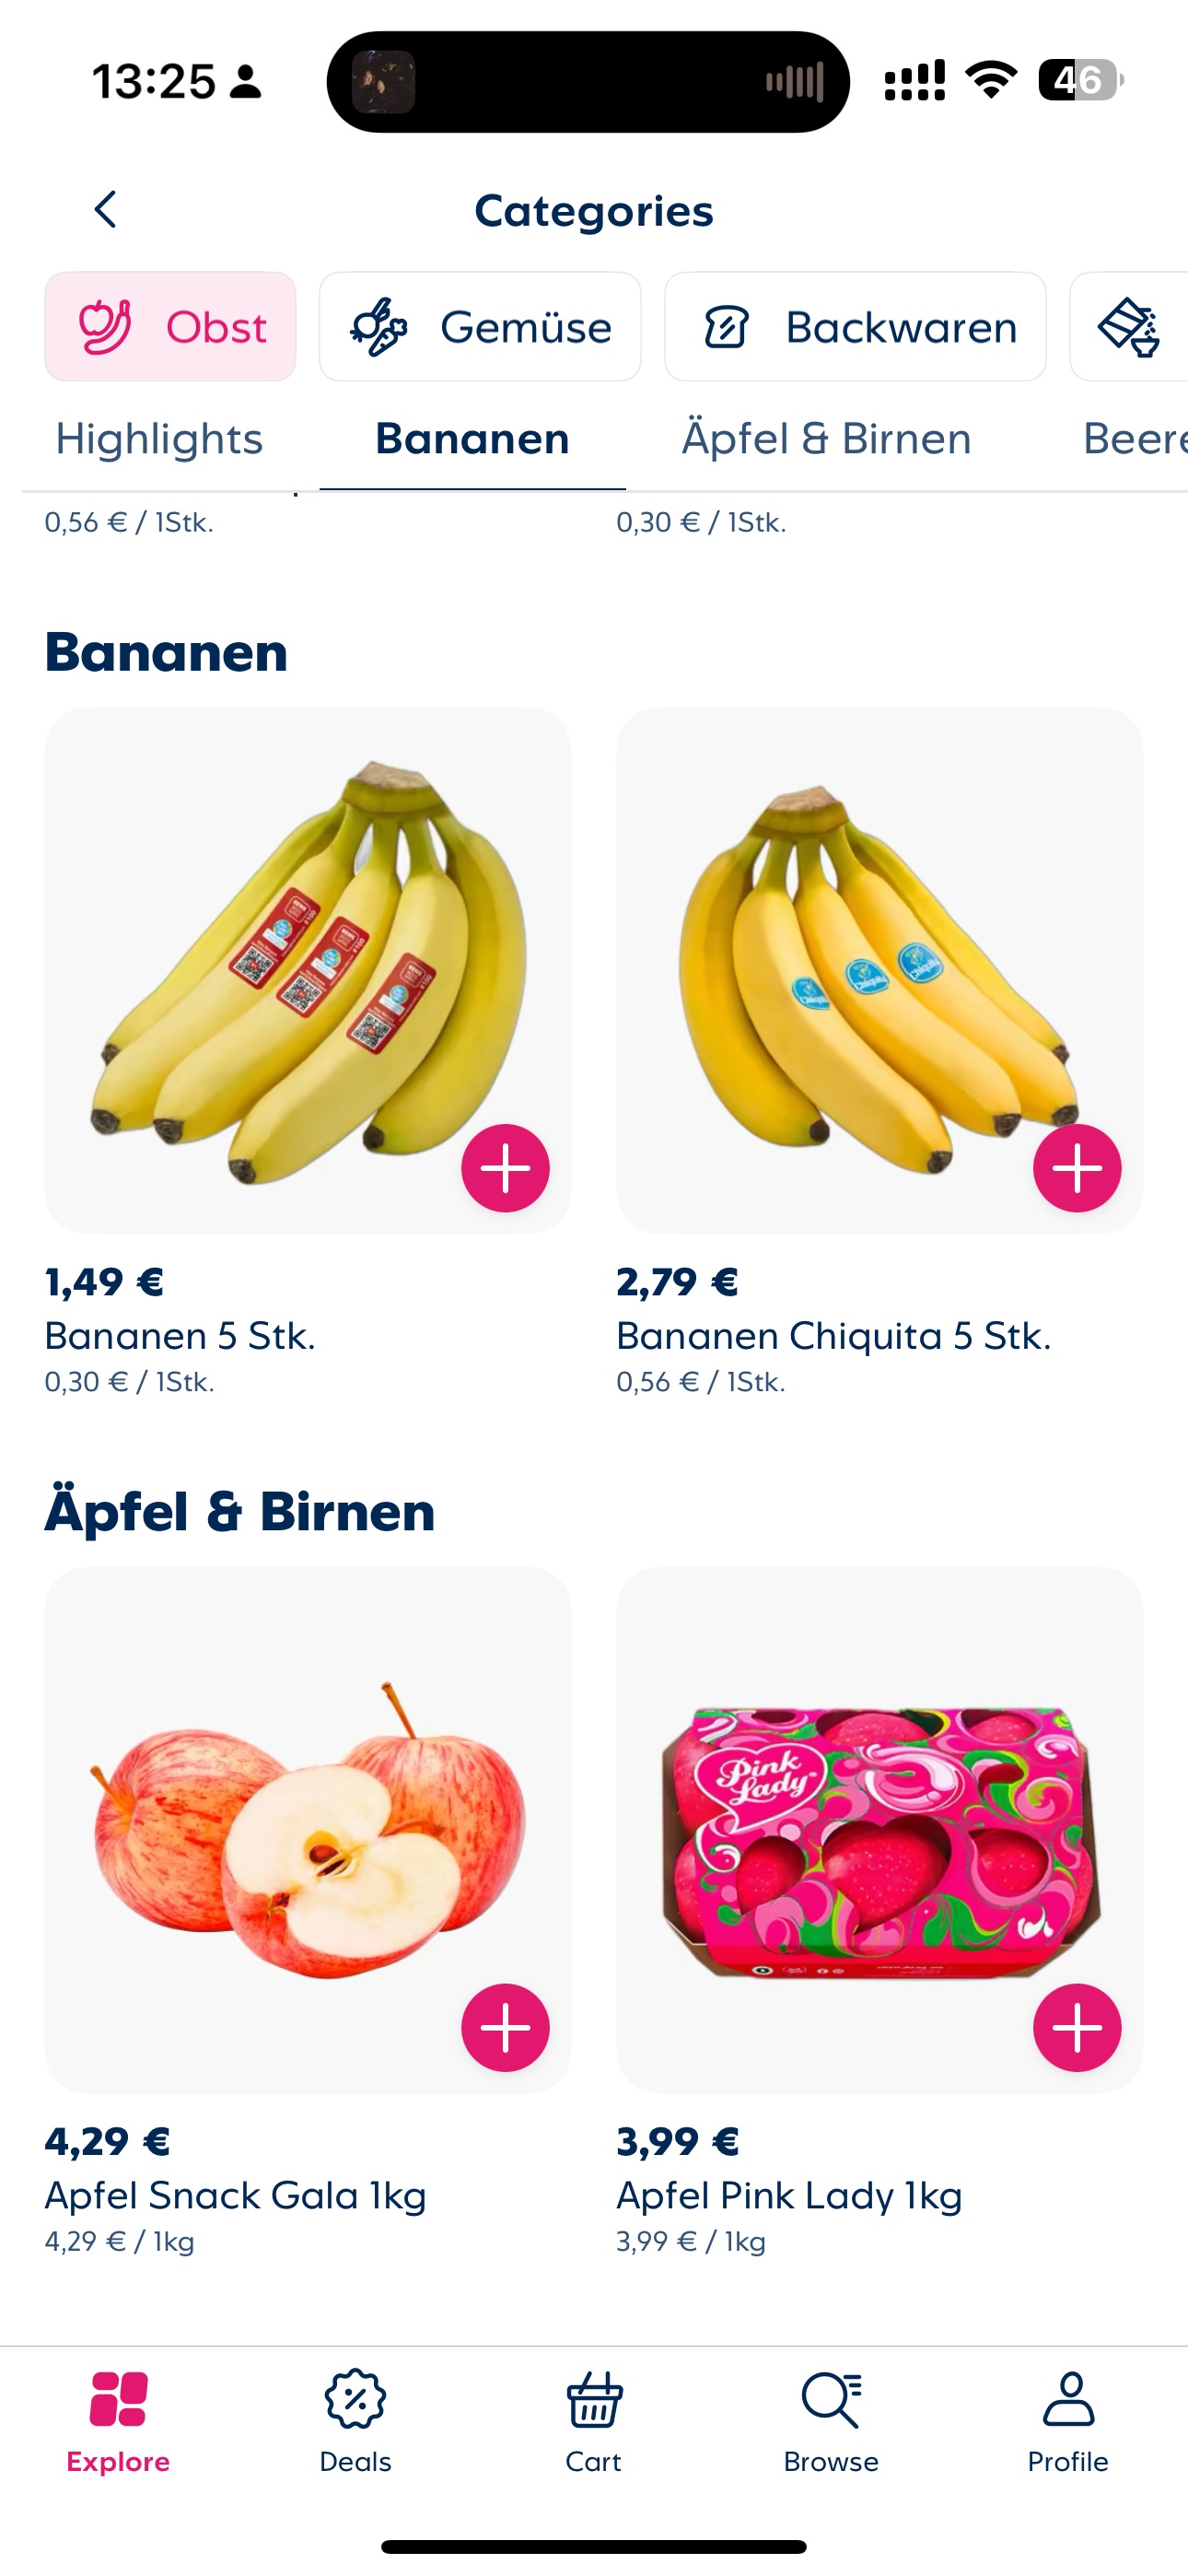 13:25
46
Categories
Obst
Gemüse
Backwaren
Highlights
Bananen
Äpfel & Birnen
0,56 € / 1Stk.
0,30 € / 1Stk.
Bananen
Chiquita
Chiquita
1,49 €
2,79 €
Bananen 5 Stk.
Bananen Chiquita 5 Stk.
0,30 € / 1Stk.
0,56 € / 1Stk.
Äpfel & Birnen
Pink
Lady
4,29 €
3,99 €
Apfel Snack Gala 1kg
Apfel Pink Lady 1kg
4,29 € / 1kg
3,99 € / 1kg
Explore
Deals
Cart
Browse
Profile